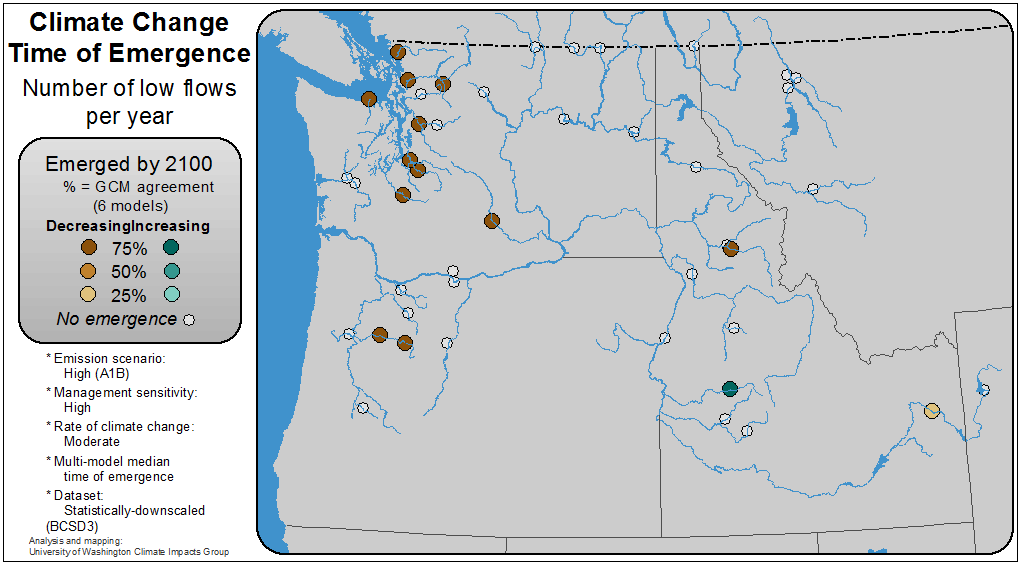 Climate Change
Time of Emergence
Number of low flows
per year
Emerged by 2100
% = GCM agreement
(6 models)
DecreasingIncreasing
75%
50%
25%
No emergence
* Emission scenario:
High (A1B)
* Management sensitivity:
High
* Rate of climate change:
Moderate
* Multi-model median
time of emergence
* Dataset:
Statistically-downscaled
(BCSD3)
Analysis and mapping:
University of Washington Climate Impacts Group